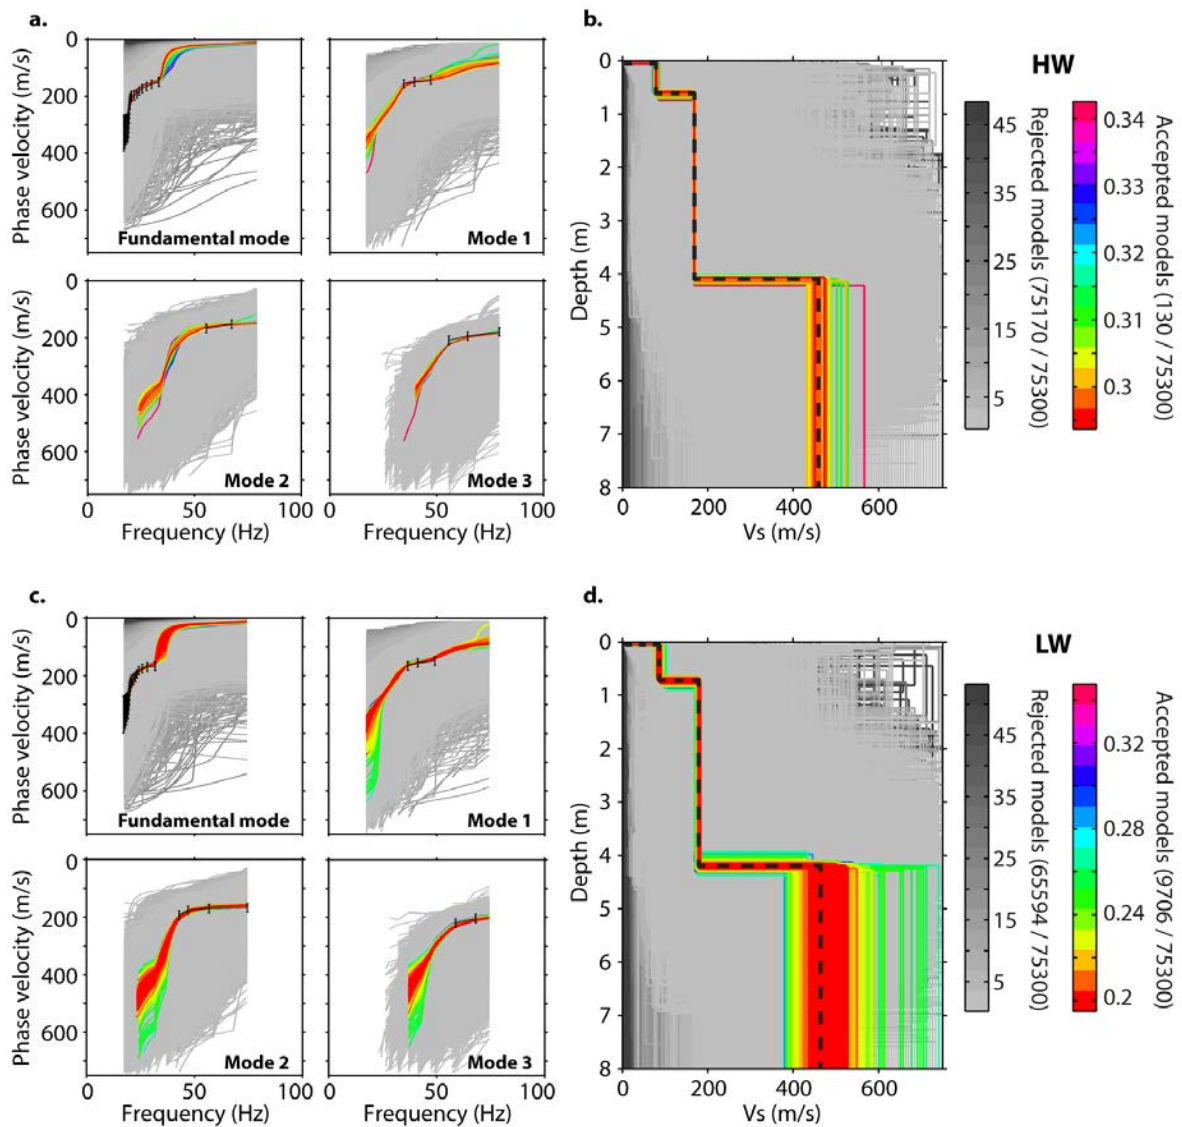 a.
0
200
400
600
Phase velocity (m/s)
Fundamental mode
Mode 1
0
200
400
600
Phase velocity (m/s)
Mode 2
Mode 3
0
50
100
0
50
100
Frequency (Hz)
Frequency (Hz)
b.
HW
0
1
2
3
4
5
6
7
8
Depth (m)
0
200
400
600
Vs (m/s)
45
35
25
15
5
Rejected models (75170 / 75300)
0.34
0.33
0.32
0.31
0.3
Accepted models (130 / 75300)
c.
0
200
400
600
Phase velocity (m/s)
Fundamental mode
Mode 1
0
200
400
600
Phase velocity (m/s)
Mode 2
Mode 3
0
50
100
0
50
100
Frequency (Hz)
Frequency (Hz)
d.
LW
0
1
2
3
4
5
6
7
8
Depth (m)
0
200
400
600
Vs (m/s)
45
35
25
15
5
Rejected models (65594 / 75300)
0.32
0.28
0.24
0.2
Accepted models (9706 / 75300)